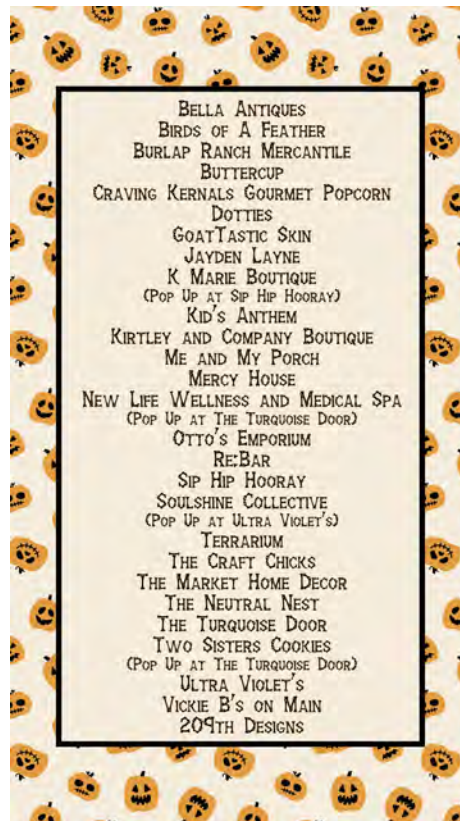 Bella Antiques
Birds of A Feather
Burlap Ranch Mercantile
Buttercup
Craving Kernals Gourmet Popcorn
Dotties
GoatTastic Skin
Jayden Layne
K Marie Boutique
(Pop Up at Sip Hip Hooray)
Kid's Anthem
Kirtley and Company Boutique
Me and My Porch
Mercy House
New Life Wellness and Medical Spa
(Pop Up at The Turquoise Door)
Otto's Emporium
Re:Bar
Sip Hip Hooray
Soulshine Collective
(Pop Up at Ultra Violet's)
Terrarium
The Craft Chicks
The Market Home Decor
The Neutral Nest
The Turquoise Door
Two Sisters Cookies
(Pop Up at The Turquoise Door)
Ultra Violet's
Vickie B's on Main
209th Designs